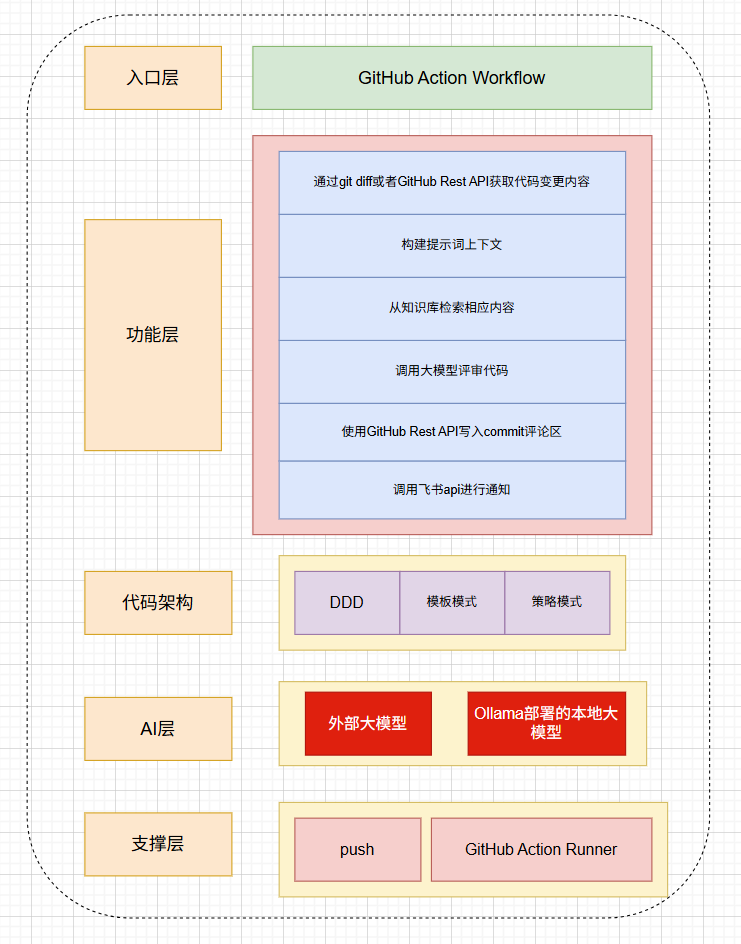 入口层
GitHub Action Workflow
功能层
通过git diff或者GitHub Rest API获取代码变更内容
构建提示词上下文
从知识库检索相应内容
调用大模型评审代码
使用GitHub Rest API写入commit评论区
调用飞书api进行通知
代码架构
DDD
模板模式
策略模式
AI层
外部大模型
Ollama部署的本地大
模型
支撑层
push
GitHub Action Runner